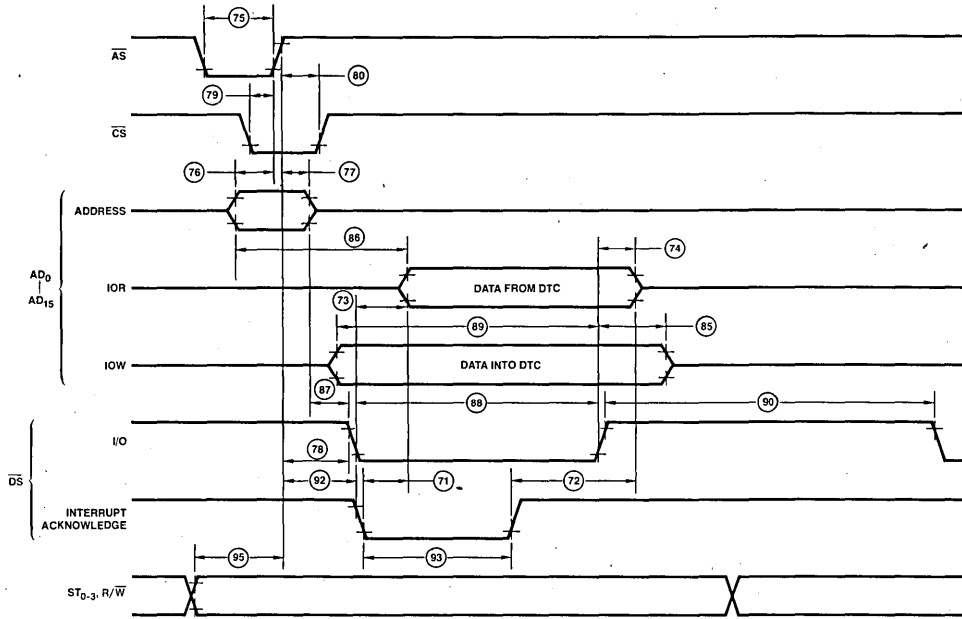 75
AS
80
79
CS
76
77
ADDRESS
86
74
AD0
AD15
IOR
DATA FROM DTC
73
89
85
IOW
DATA INTO DTC
87
88
90
I/O
DS
78
92
71
72
INTERRUPT
ACKNOWLEDGE
95
93
ST0-3, R/W